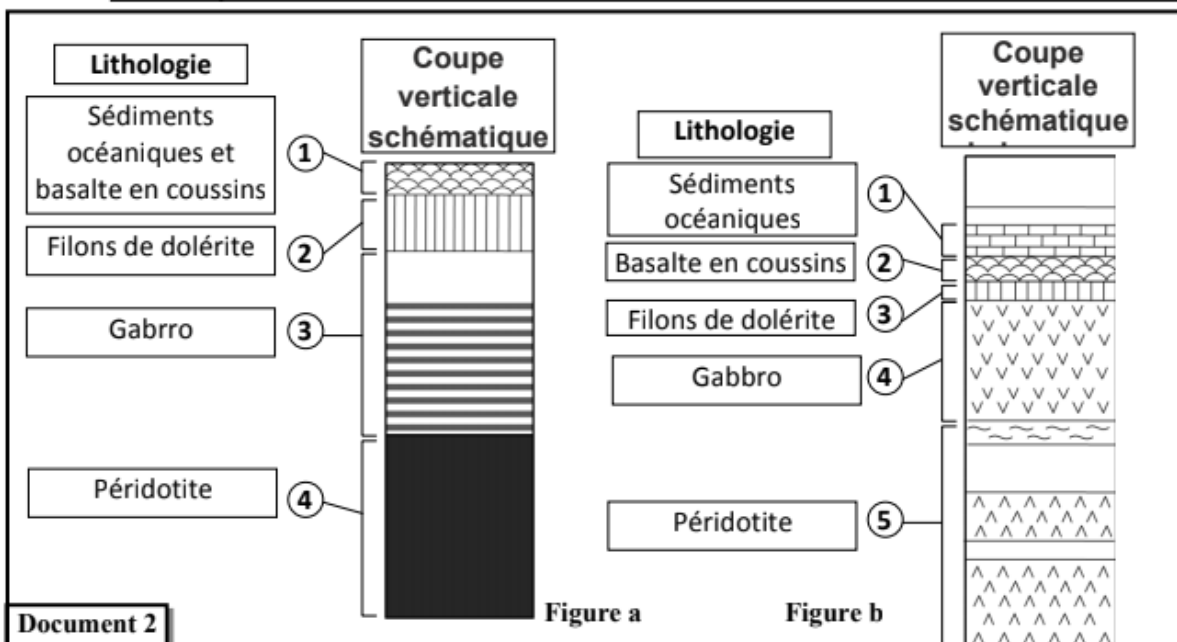 Lithologie
Coupe
verticale
schématique
Sédiments
océaniques et
basalte en coussins
1
Filons de dolérite
2
Gabrro
3
Péridotite
4
Document 2
Figure a
Coupe
verticale
schématique
Lithologie
Sédiments
océaniques
1
Basalte en coussins
2
Filons de dolérite
3
Gabbro
4
Péridotite
5
Figure b